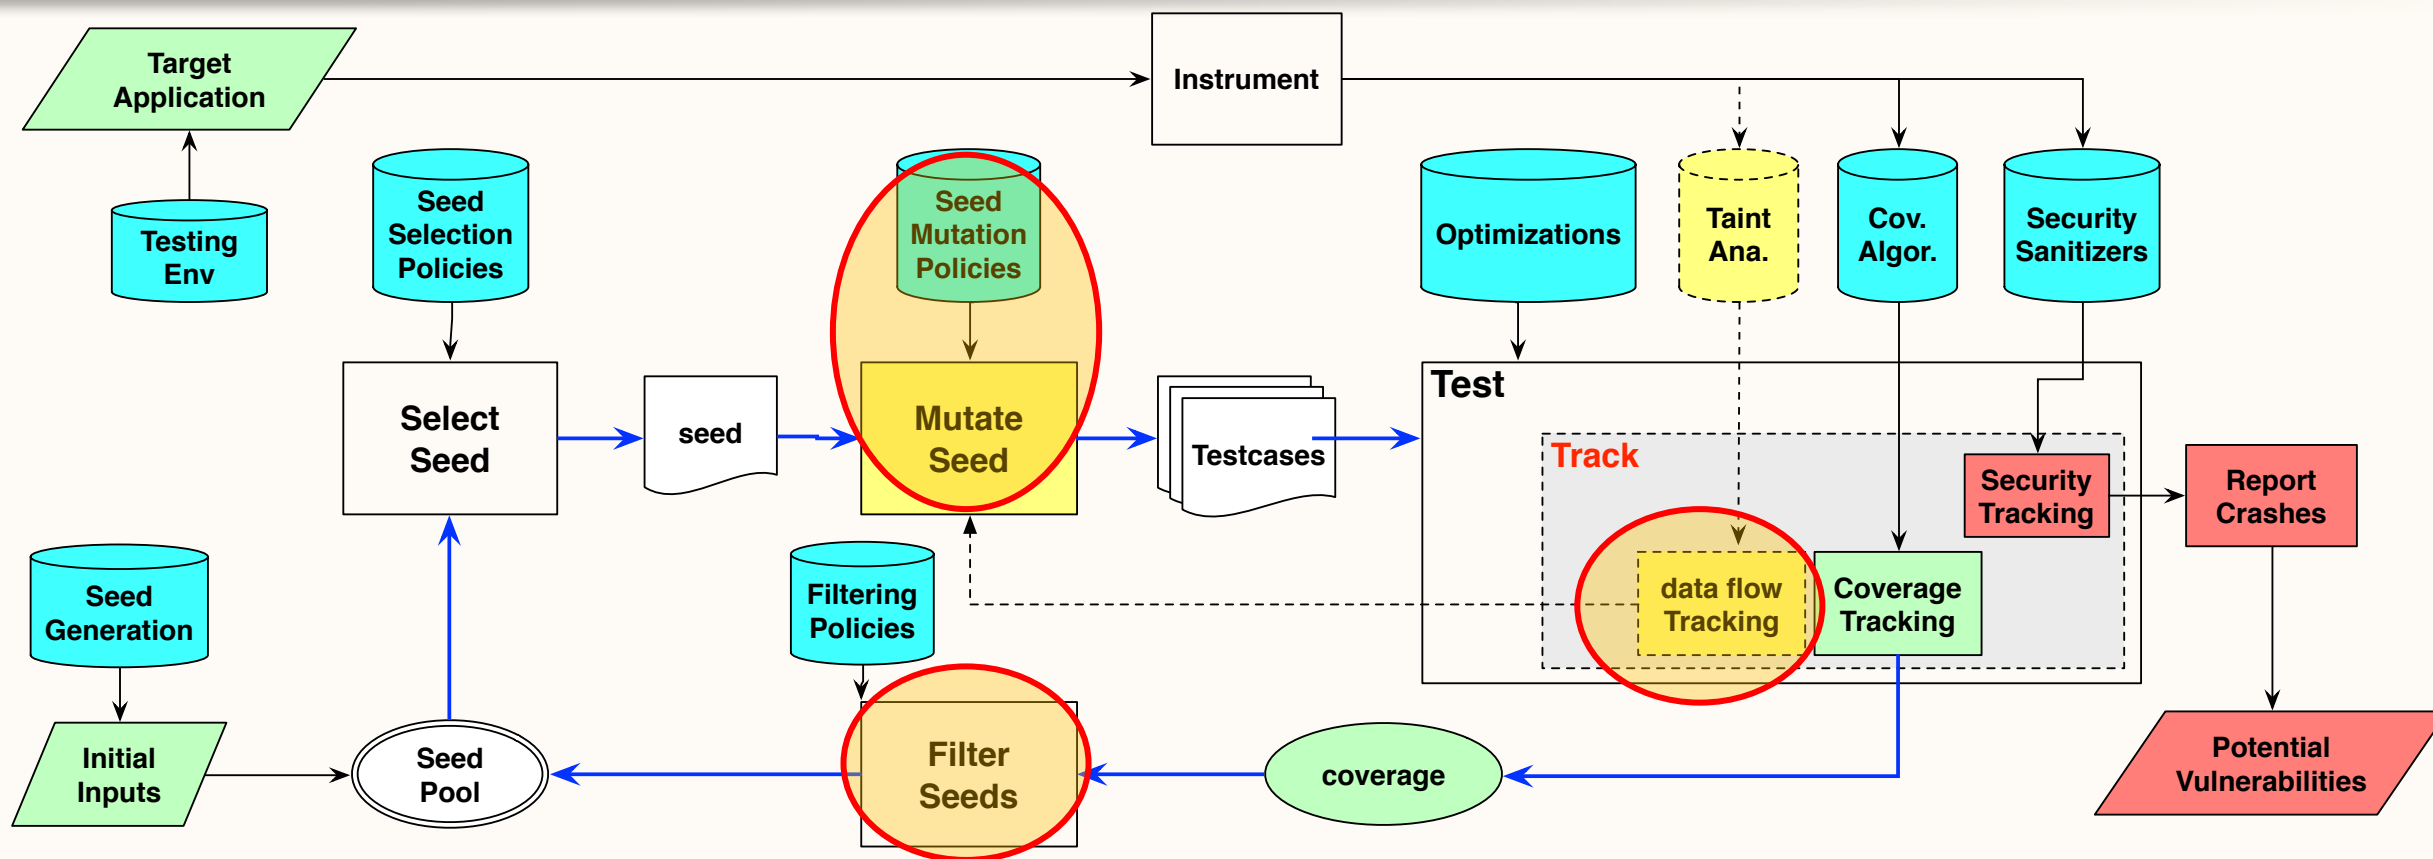 Target
Application
Instrument
Testing
Env
Seed
Selection
Policies
Seed
Mutation
Policies
Optimizations
Taint
Ana.
Cov.
Algor.
Security
Sanitizers
Select
Seed
seed
Mutate
Seed
Testcases
Test
Track
Security
Tracking
Report
Crashes
data flow
Tracking
Coverage
Tracking
Seed
Generation
Filtering
Policies
Initial
Inputs
Seed
Pool
Filter
Seeds
coverage
Potential
Vulnerabilities